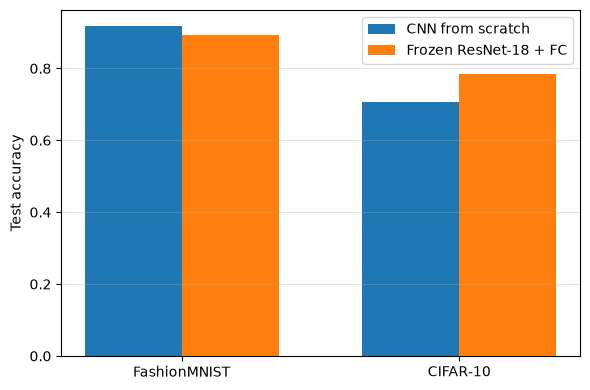 CNN from scratch
Frozen ResNet-18 + FC
Test accuracy
0.8
0.6
0.4
0.2
0.0
FashionMNIST
CIFAR-10